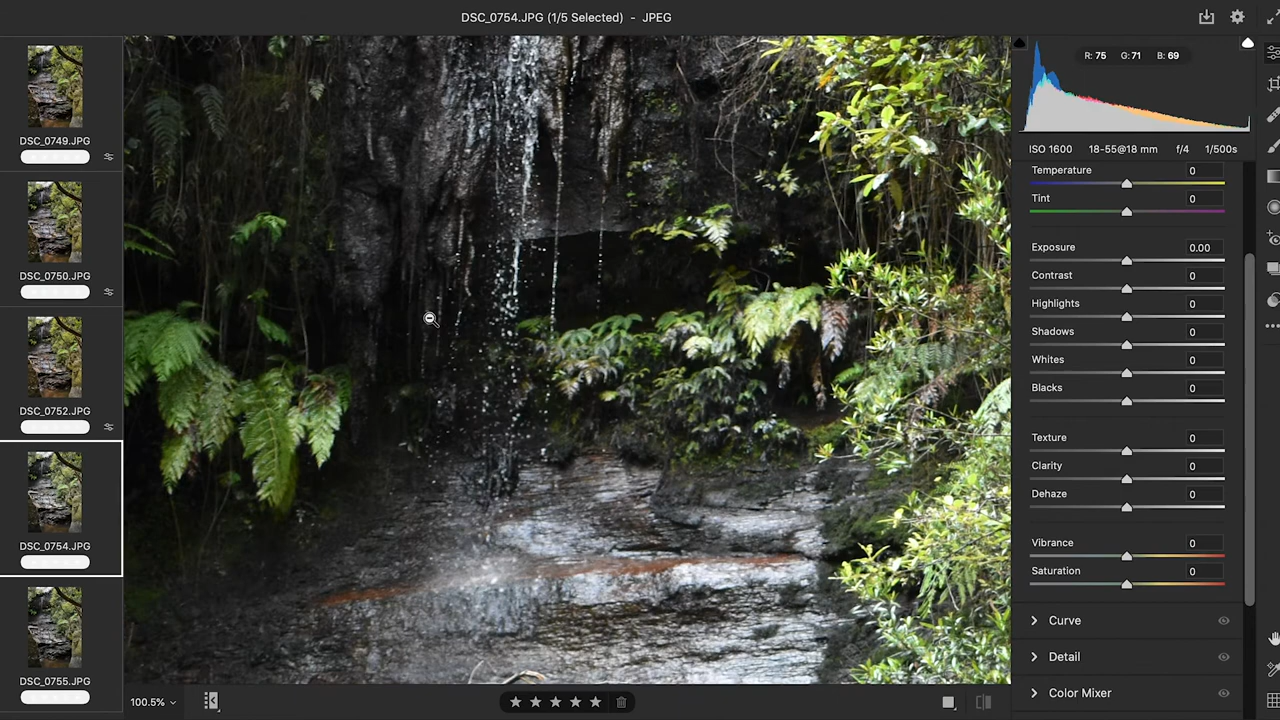 DSC_0754.JPG (1/5 Selected) - JPEG
DSC_0749.JPG
DSC_0750.JPG
DSC_0752.JPG
DSC_0754.JPG
DSC_0755.JPG
100.5%
R: 75 G: 71 B: 69
ISO 1600 18-55@18 mm f/4 1/500s
Temperature 0
Tint 0
Exposure 0.00
Contrast 0
Highlights 0
Shadows 0
Whites 0
Blacks 0
Texture 0
Clarity 0
Dehaze 0
Vibrance 0
Saturation 0
Curve
Detail
Color Mixer